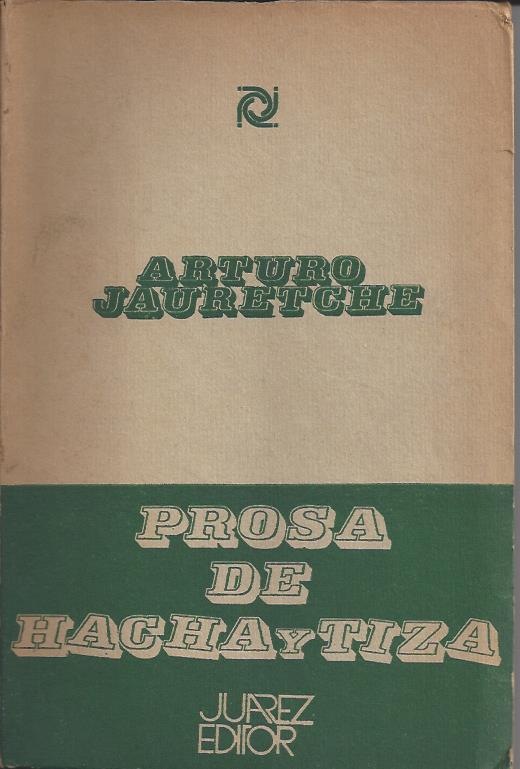 ARTURO
JAURETCHE
PROSA
DE
HACHA Y TIZA
JUAREZ
EDITOR